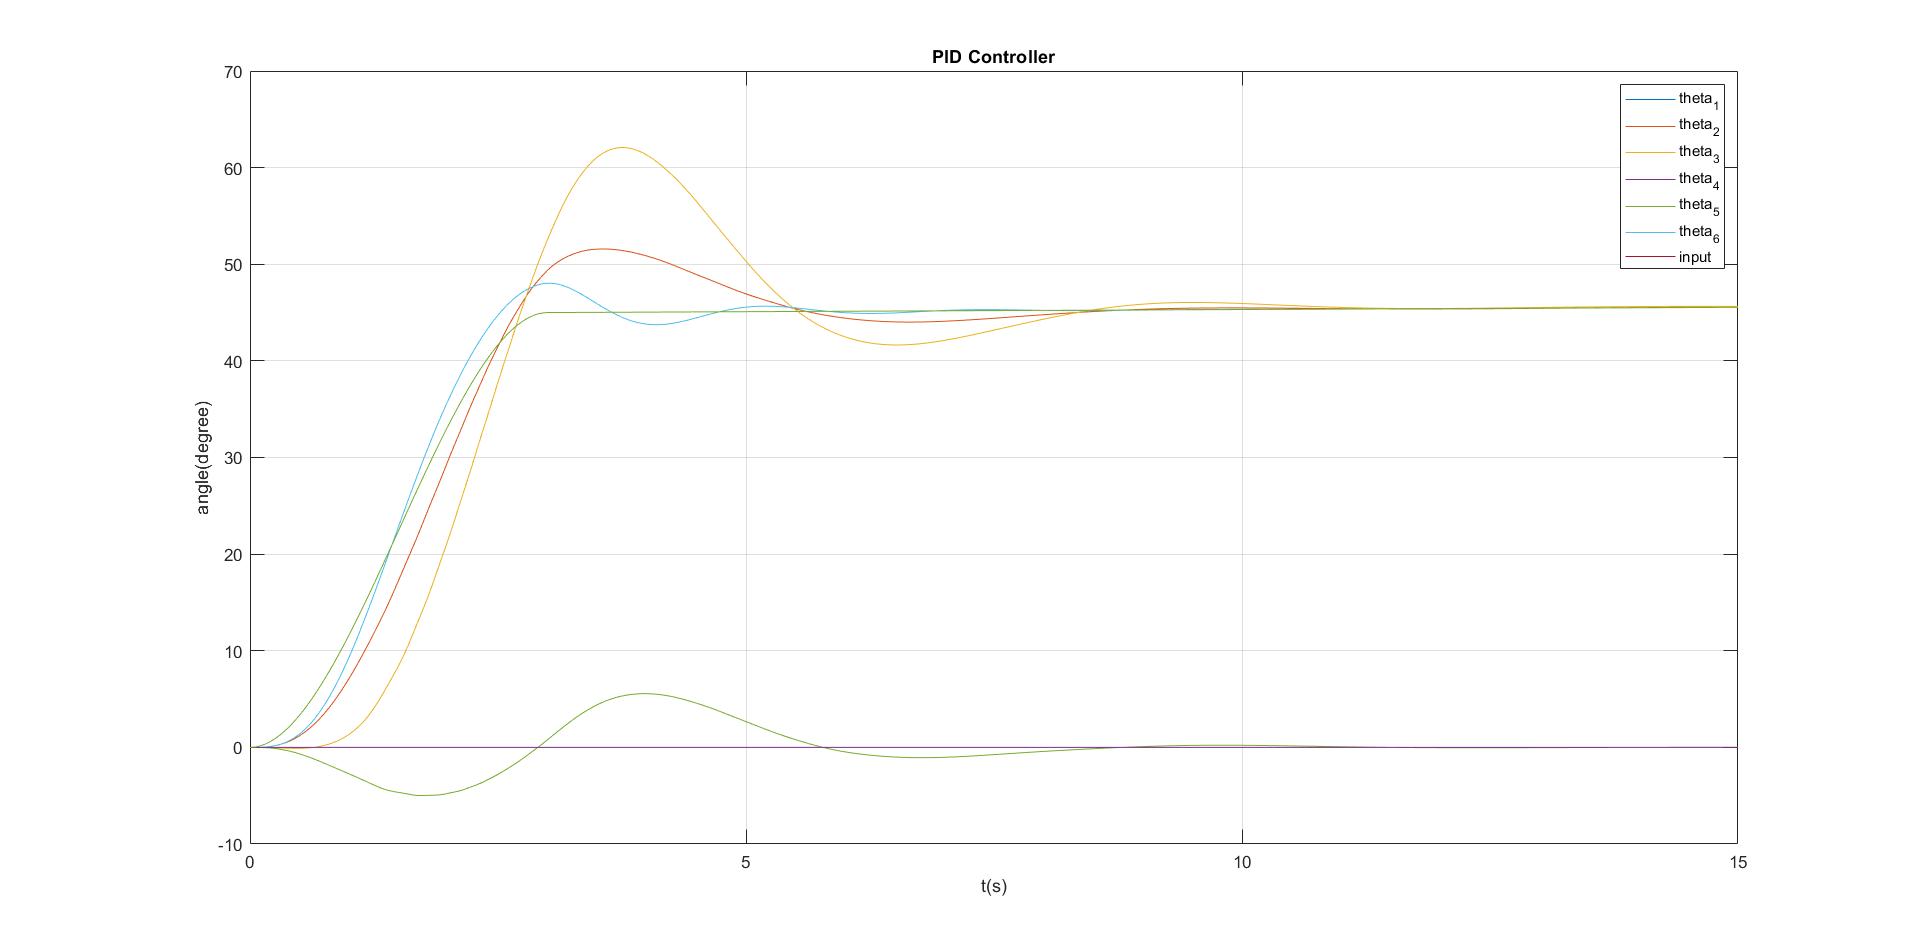 PID Controller
70
60
50
40
30
20
10
0
-10
angle(degree)
0
5
10
15
t(s)
theta1
theta2
theta3
theta4
theta5
theta6
input